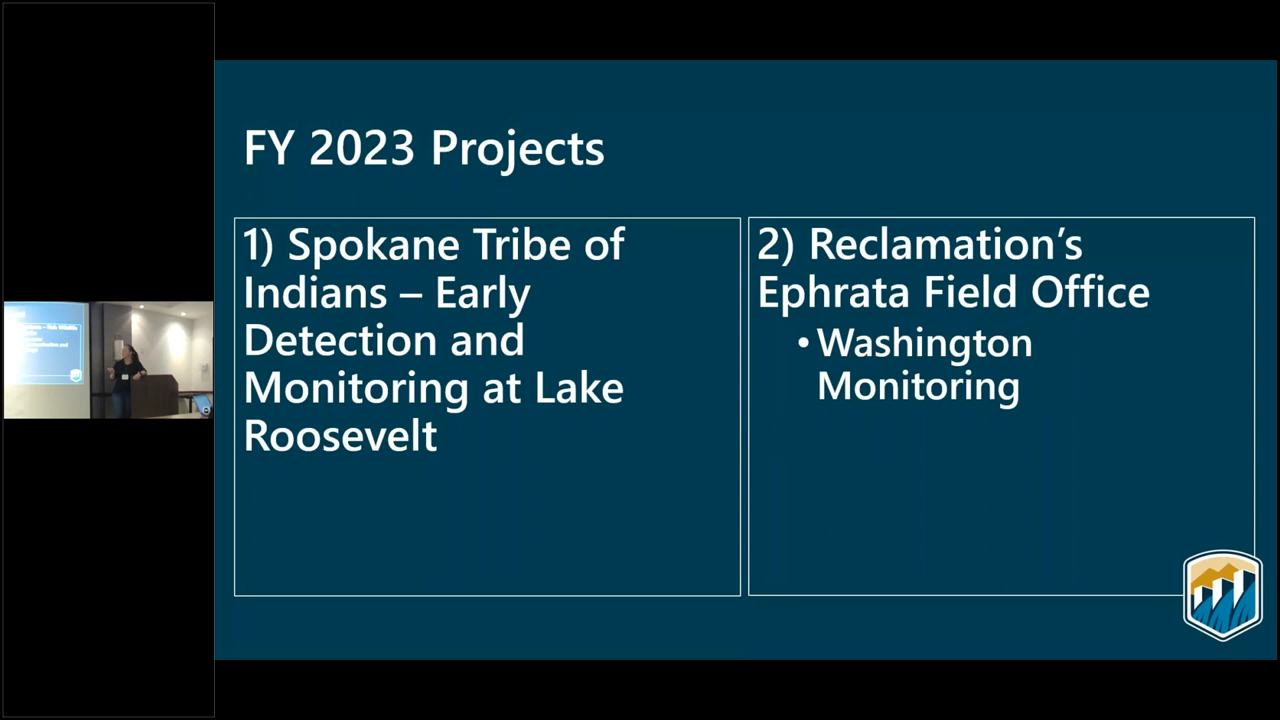 FY 2023 Projects
1) Spokane Tribe of
Indians – Early
Detection and
Monitoring at Lake
Roosevelt
2) Reclamation's
Ephrata Field Office
• Washington
Monitoring